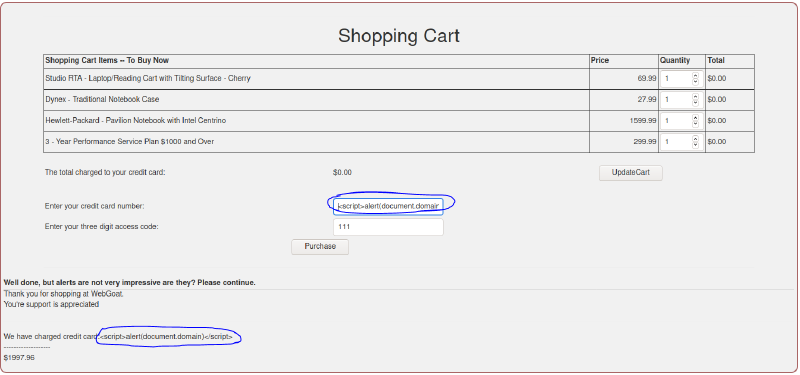 Shopping Cart
Shopping Cart Items -- To Buy Now Price Quantity Total
Studio RTA - Laptop/Reading Cart with Tilting Surface - Cherry 69.99 1 $0.00
Dynex - Traditional Notebook Case 27.99 1 $0.00
Hewlett-Packard - Pavilion Notebook with Intel Centrino 1599.99 1 $0.00
3 - Year Performance Service Plan $1000 and Over 299.99 1 $0.00
The total charged to your credit card: $0.00 UpdateCart
Enter your credit card number: <script>alert(document.domain
Enter your three digit access code: 111
Purchase
Well done, but alerts are not very impressive are they? Please continue.
Thank you for shopping at WebGoat.
You're support is appreciated
We have charged credit card:<script>alert(document.domain)</script>
-------------------
$1997.96